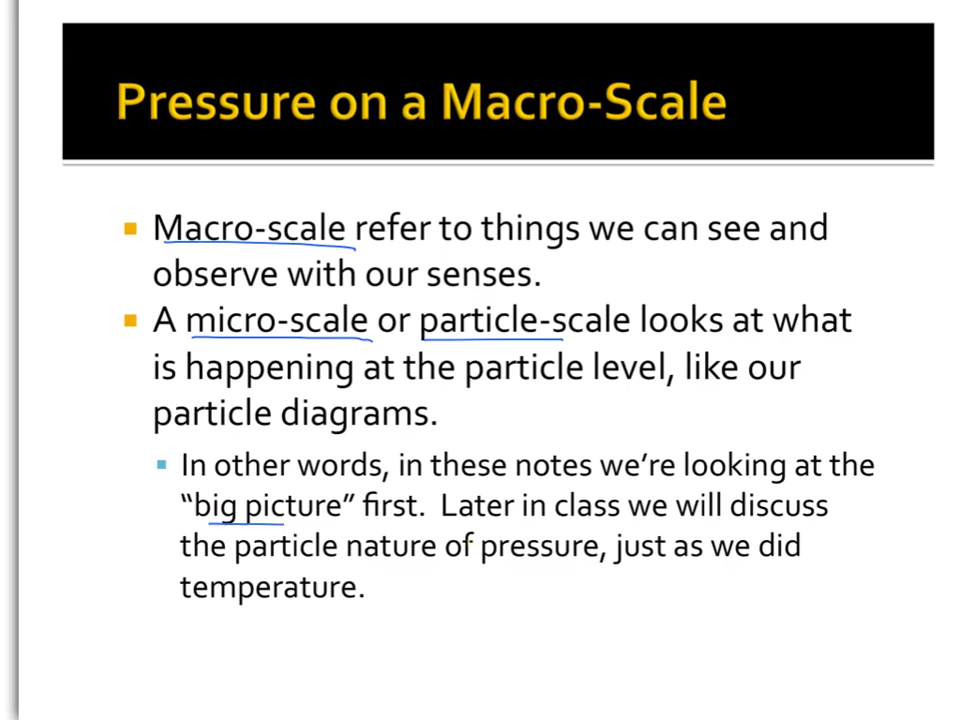 Pressure on a Macro-Scale
Macro-scale refer to things we can see and
observe with our senses.
A micro-scale or particle-scale looks at what
is happening at the particle level, like our
particle diagrams.
In other words, in these notes we’re looking at the
“big picture” first.  Later in class we will discuss
the particle nature of pressure, just as we did
temperature.